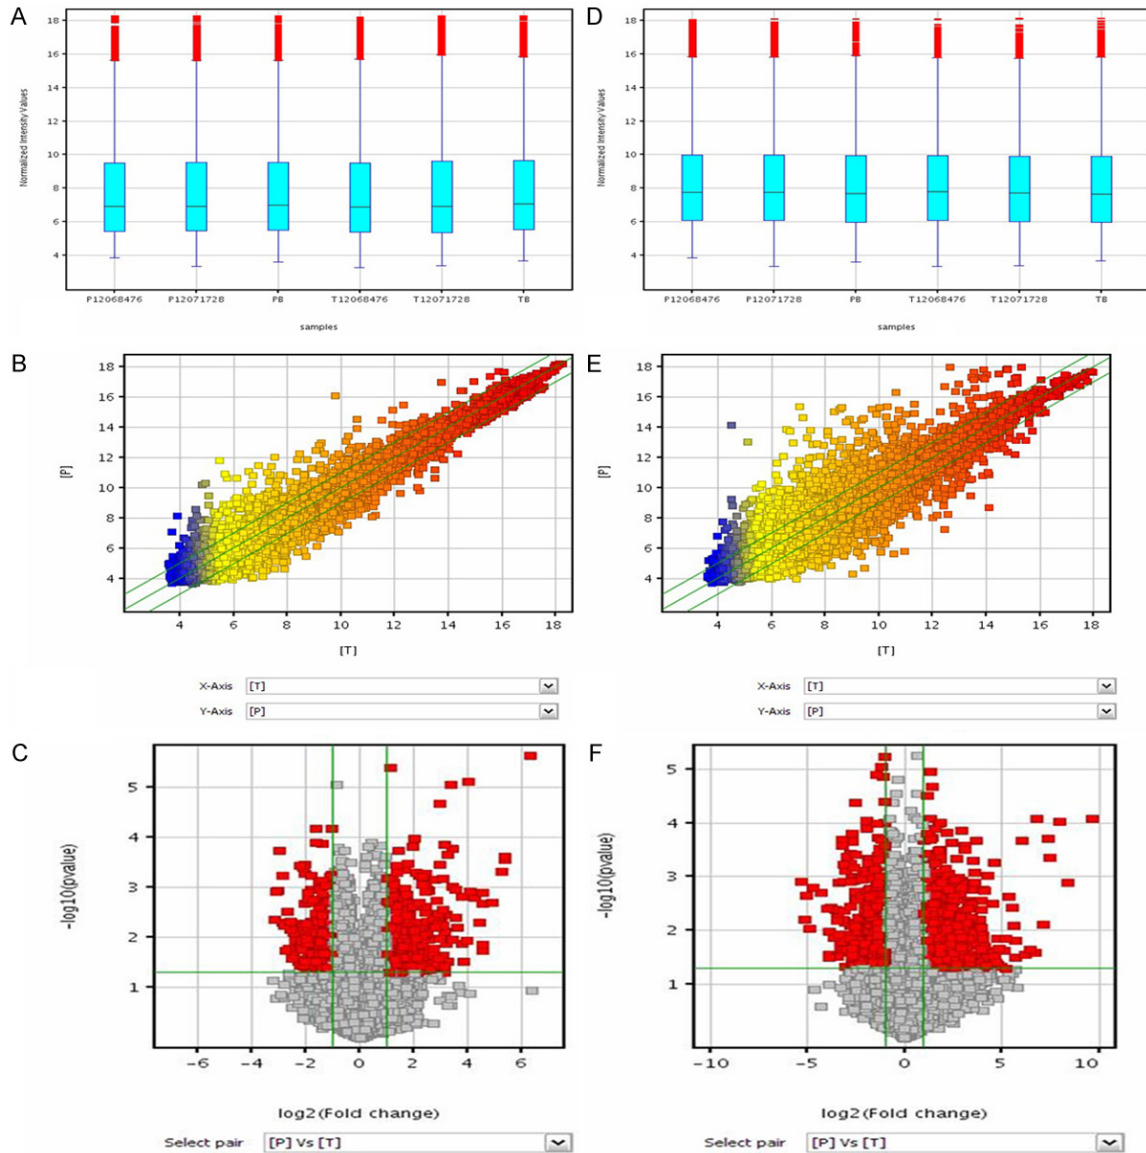 A
D
18
16
14
12
10
8
6
4
Normalized Intensity Values
P12068476 P12071728 PB T12068476 T12071728 TB
samples
18
16
14
12
10
8
6
4
Normalized Intensity Values
P12068476 P12071728 PB T12068476 T12071728 TB
samples
B
[P]
18
16
14
12
10
8
6
4
4 6 8 10 12 14 16 18
[T]
X-Axis [T]
Y-Axis [P]
E
[P]
18
16
14
12
10
8
6
4
4 6 8 10 12 14 16 18
[T]
X-Axis [T]
Y-Axis [P]
C
-log10(pvalue)
5
4
3
2
1
-6 -4 -2 0 2 4 6
log2(Fold change)
Select pair [P] Vs [T]
F
-log10(pvalue)
5
4
3
2
1
-10 -5 0 5 10
log2(Fold change)
Select pair [P] Vs [T]